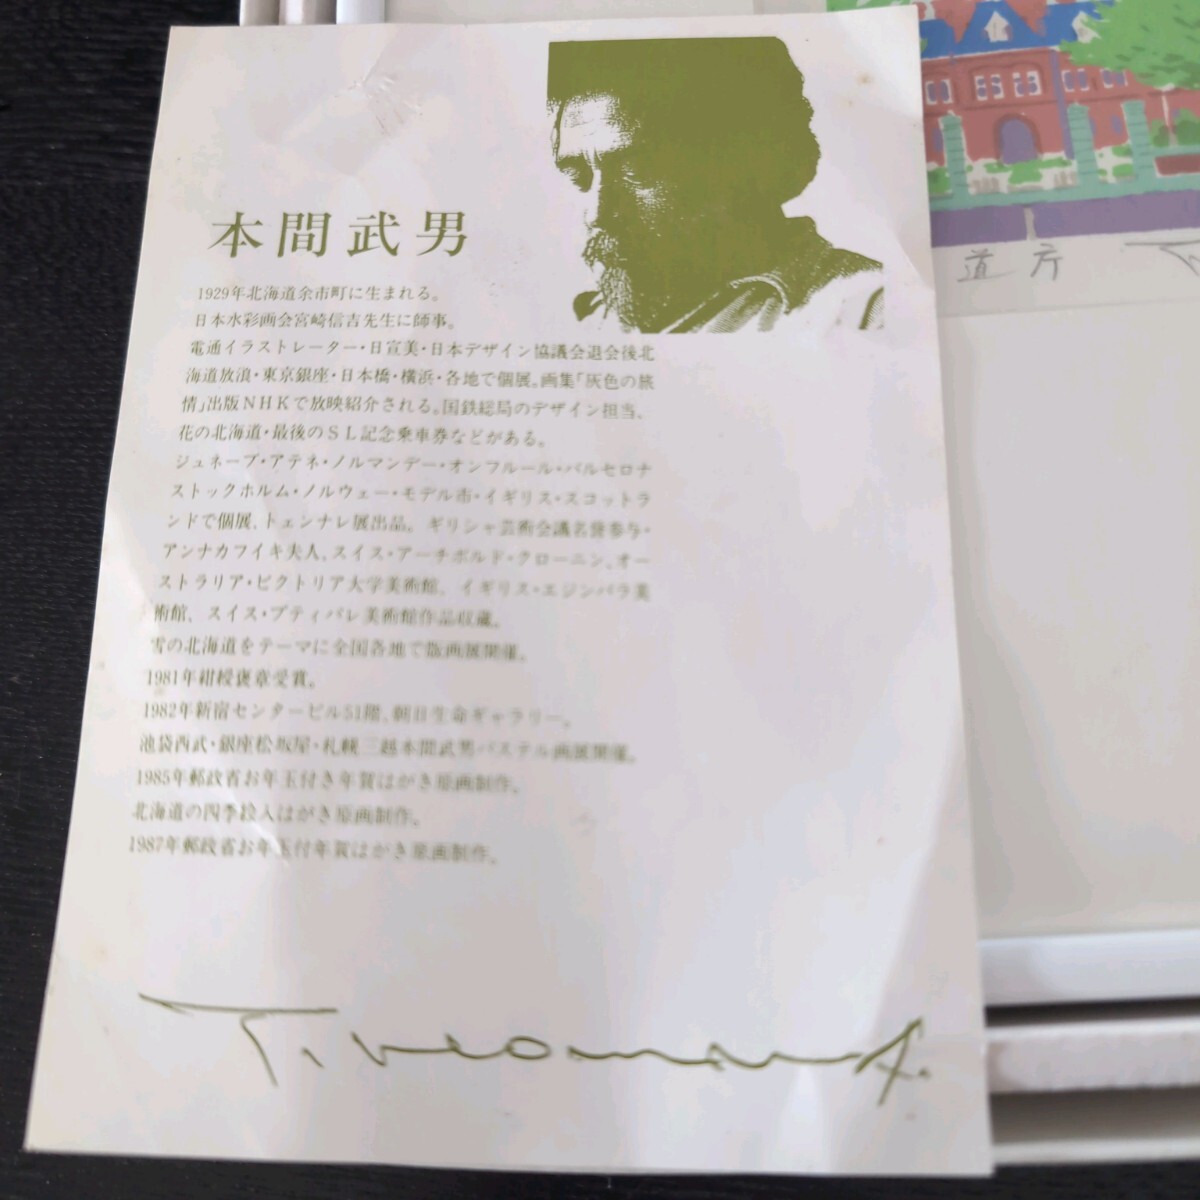 本間武男
1929年北海道余市町に生まれる。
日本水彩画会宮崎信吉先生に師事。
電通イラストレーター・日宣美・日本デザイン協議会退会後北
海道放浪・東京銀座・日本橋・横浜・各地で個展。画集「灰色の旅
情」出版NHKで放映紹介される。国鉄総局のデザイン担当、
花の北海道・最後のSL記念乗車券などがある。
ジュネーブ・アテネ・ノルマンデー・オンフルール・バルセロナ
ストックホルム・ノルウェー・モデル市・イギリス・スコットラ
ンドで個展、トェンナレ展出品。ギリシャ芸術会議名誉参与・
アンナカフイキ夫人、スイス・アーチボルド・クローニン、オー
ストラリア・ビクトリア大学美術館、イギリス・エジンバラ美
術館、スイス・プティパレ美術館作品収蔵。
雪の北海道をテーマに全国各地で版画展開催。
1981年紺綬褒章受賞。
1982年新宿センタービル51階、朝日生命ギャラリー。
池袋西武・銀座松坂屋・札幌三越本間武男パステル画展開催。
1985年郵政省お年玉付き年賀はがき原画制作。
北海道の四季絵入はがき原画制作。
1987年郵政省お年玉付年賀はがき原画制作。
道庁